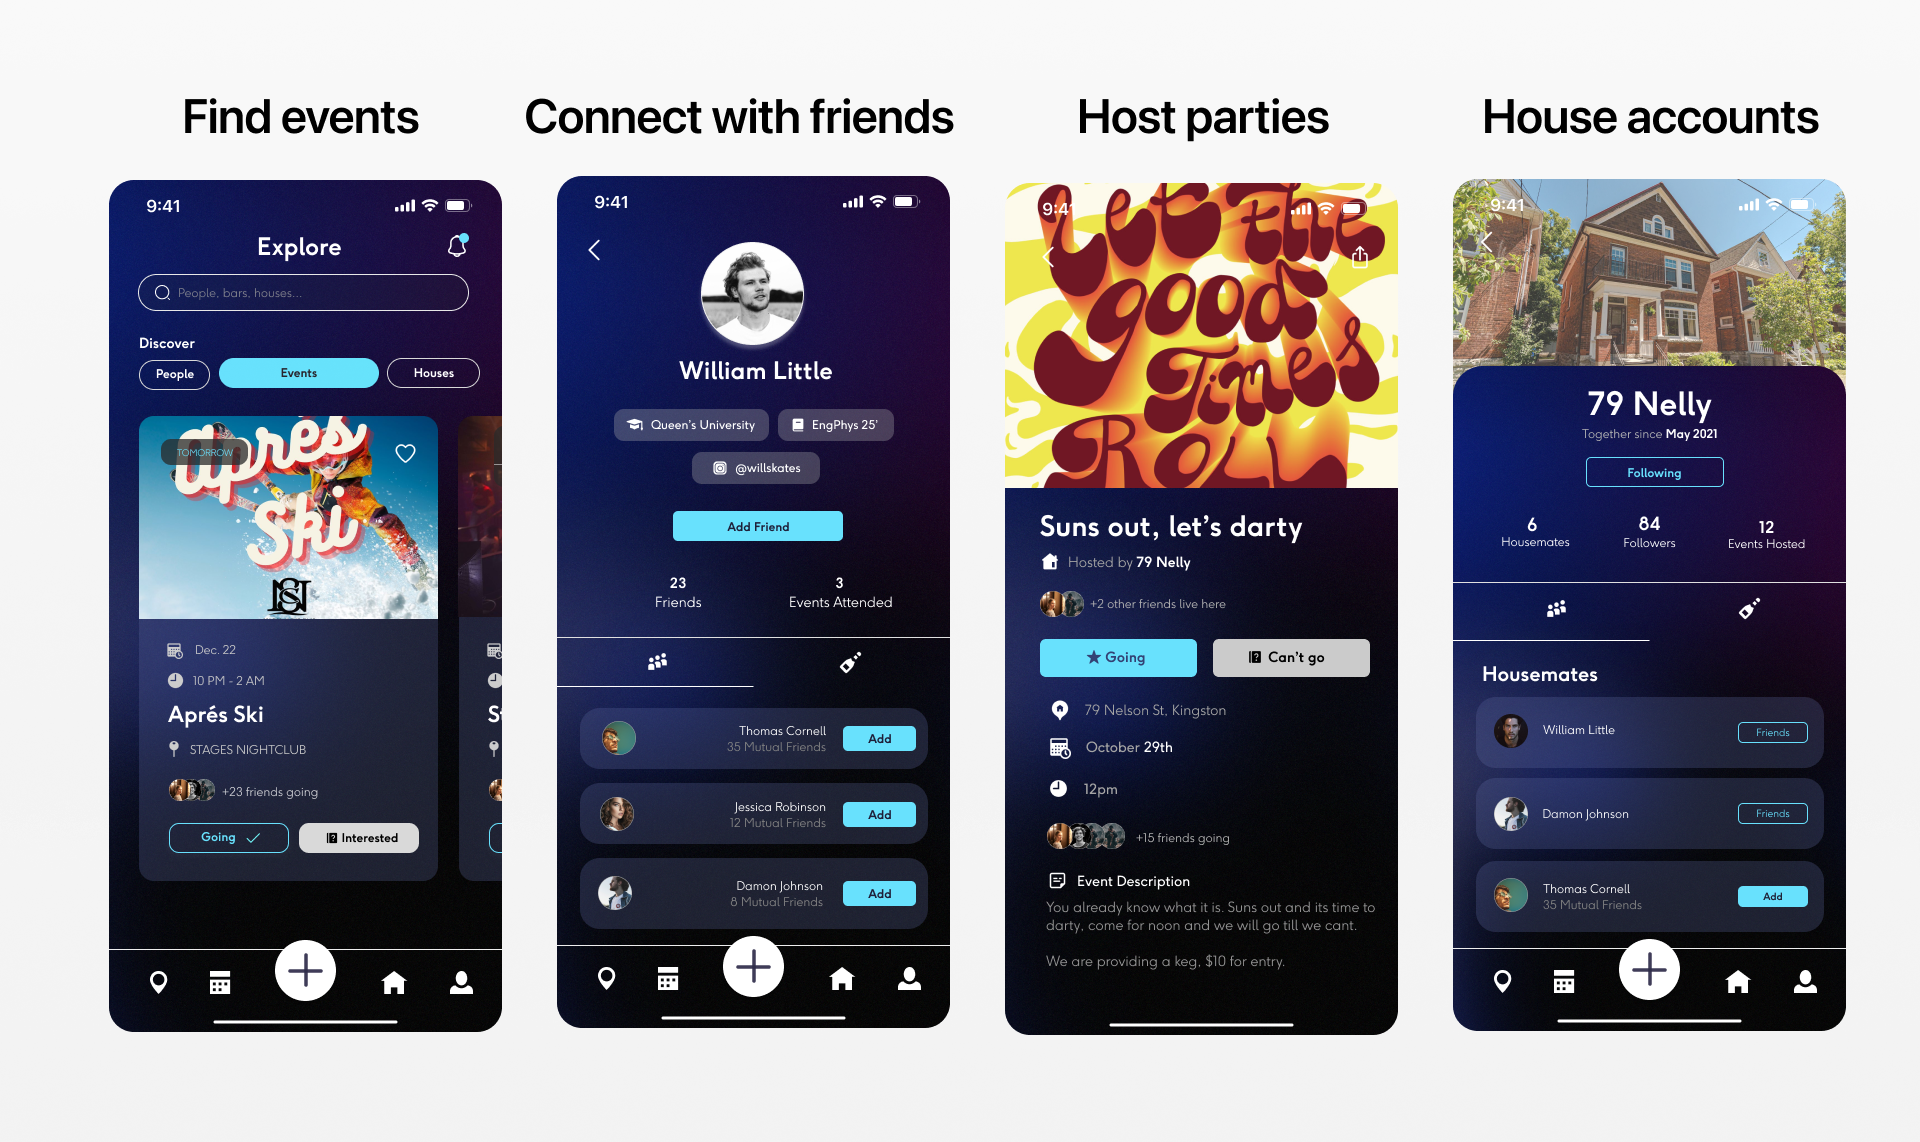 Find events
9:41
Explore
People, bars, houses...
Discover
People
Events
Houses
TOMORROW
après
Ski
Dec. 22
10 PM - 2 AM
Aprés Ski
STAGES NIGHTCLUB
+23 friends going
Going
Interested
Connect with friends
9:41
William Little
Queen's University
EngPhys 25'
@willskates
Add Friend
23
Friends
3
Events Attended
Thomas Cornell
35 Mutual Friends
Add
Jessica Robinson
12 Mutual Friends
Add
Damon Johnson
8 Mutual Friends
Add
Host parties
9:41
Let the
good
Times
Roll
Suns out, let's darty
Hosted by 79 Nelly
+2 other friends live here
Going
Can't go
79 Nelson St, Kingston
October 29th
12pm
+15 friends going
Event Description
You already know what it is. Suns out and its time to
darty, come for noon and we will go till we cant.
We are providing a keg, $10 for entry.
House accounts
9:41
79 Nelly
Together since May 2021
Following
6
Housemates
84
Followers
12
Events Hosted
Housemates
William Little
Friends
Damon Johnson
Friends
Thomas Cornell
35 Mutual Friends
Add